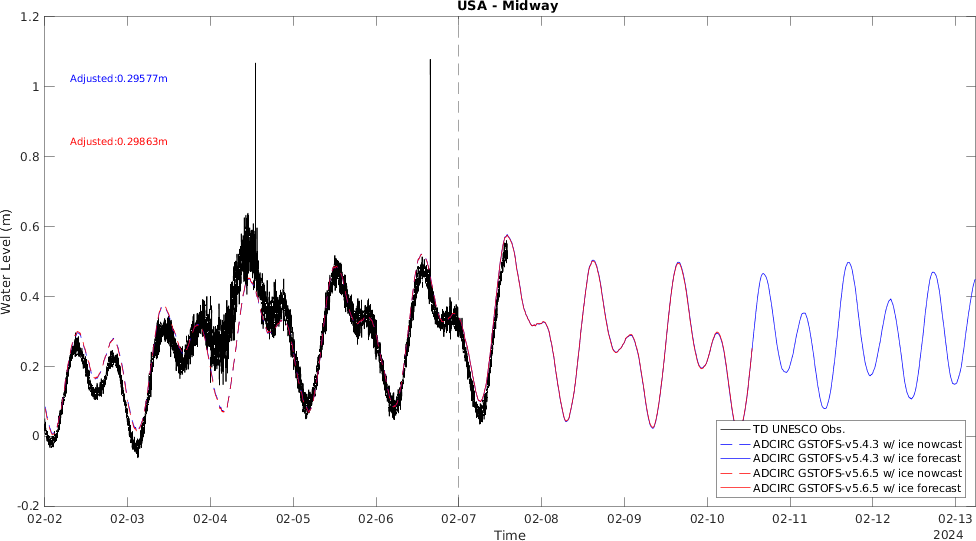 USA - Midway
1.2
1
0.8
0.6
0.4
0.2
0
-0.2
Water Level (m)
Adjusted:0.29577m
Adjusted:0.29863m
TD UNESCO Obs.
ADCIRC GSTOFS-v5.4.3 w/ ice nowcast
ADCIRC GSTOFS-v5.4.3 w/ ice forecast
ADCIRC GSTOFS-v5.6.5 w/ ice nowcast
ADCIRC GSTOFS-v5.6.5 w/ ice forecast
02-02 02-03 02-04 02-05 02-06 02-07 02-08 02-09 02-10 02-11 02-12 02-13
Time
2024